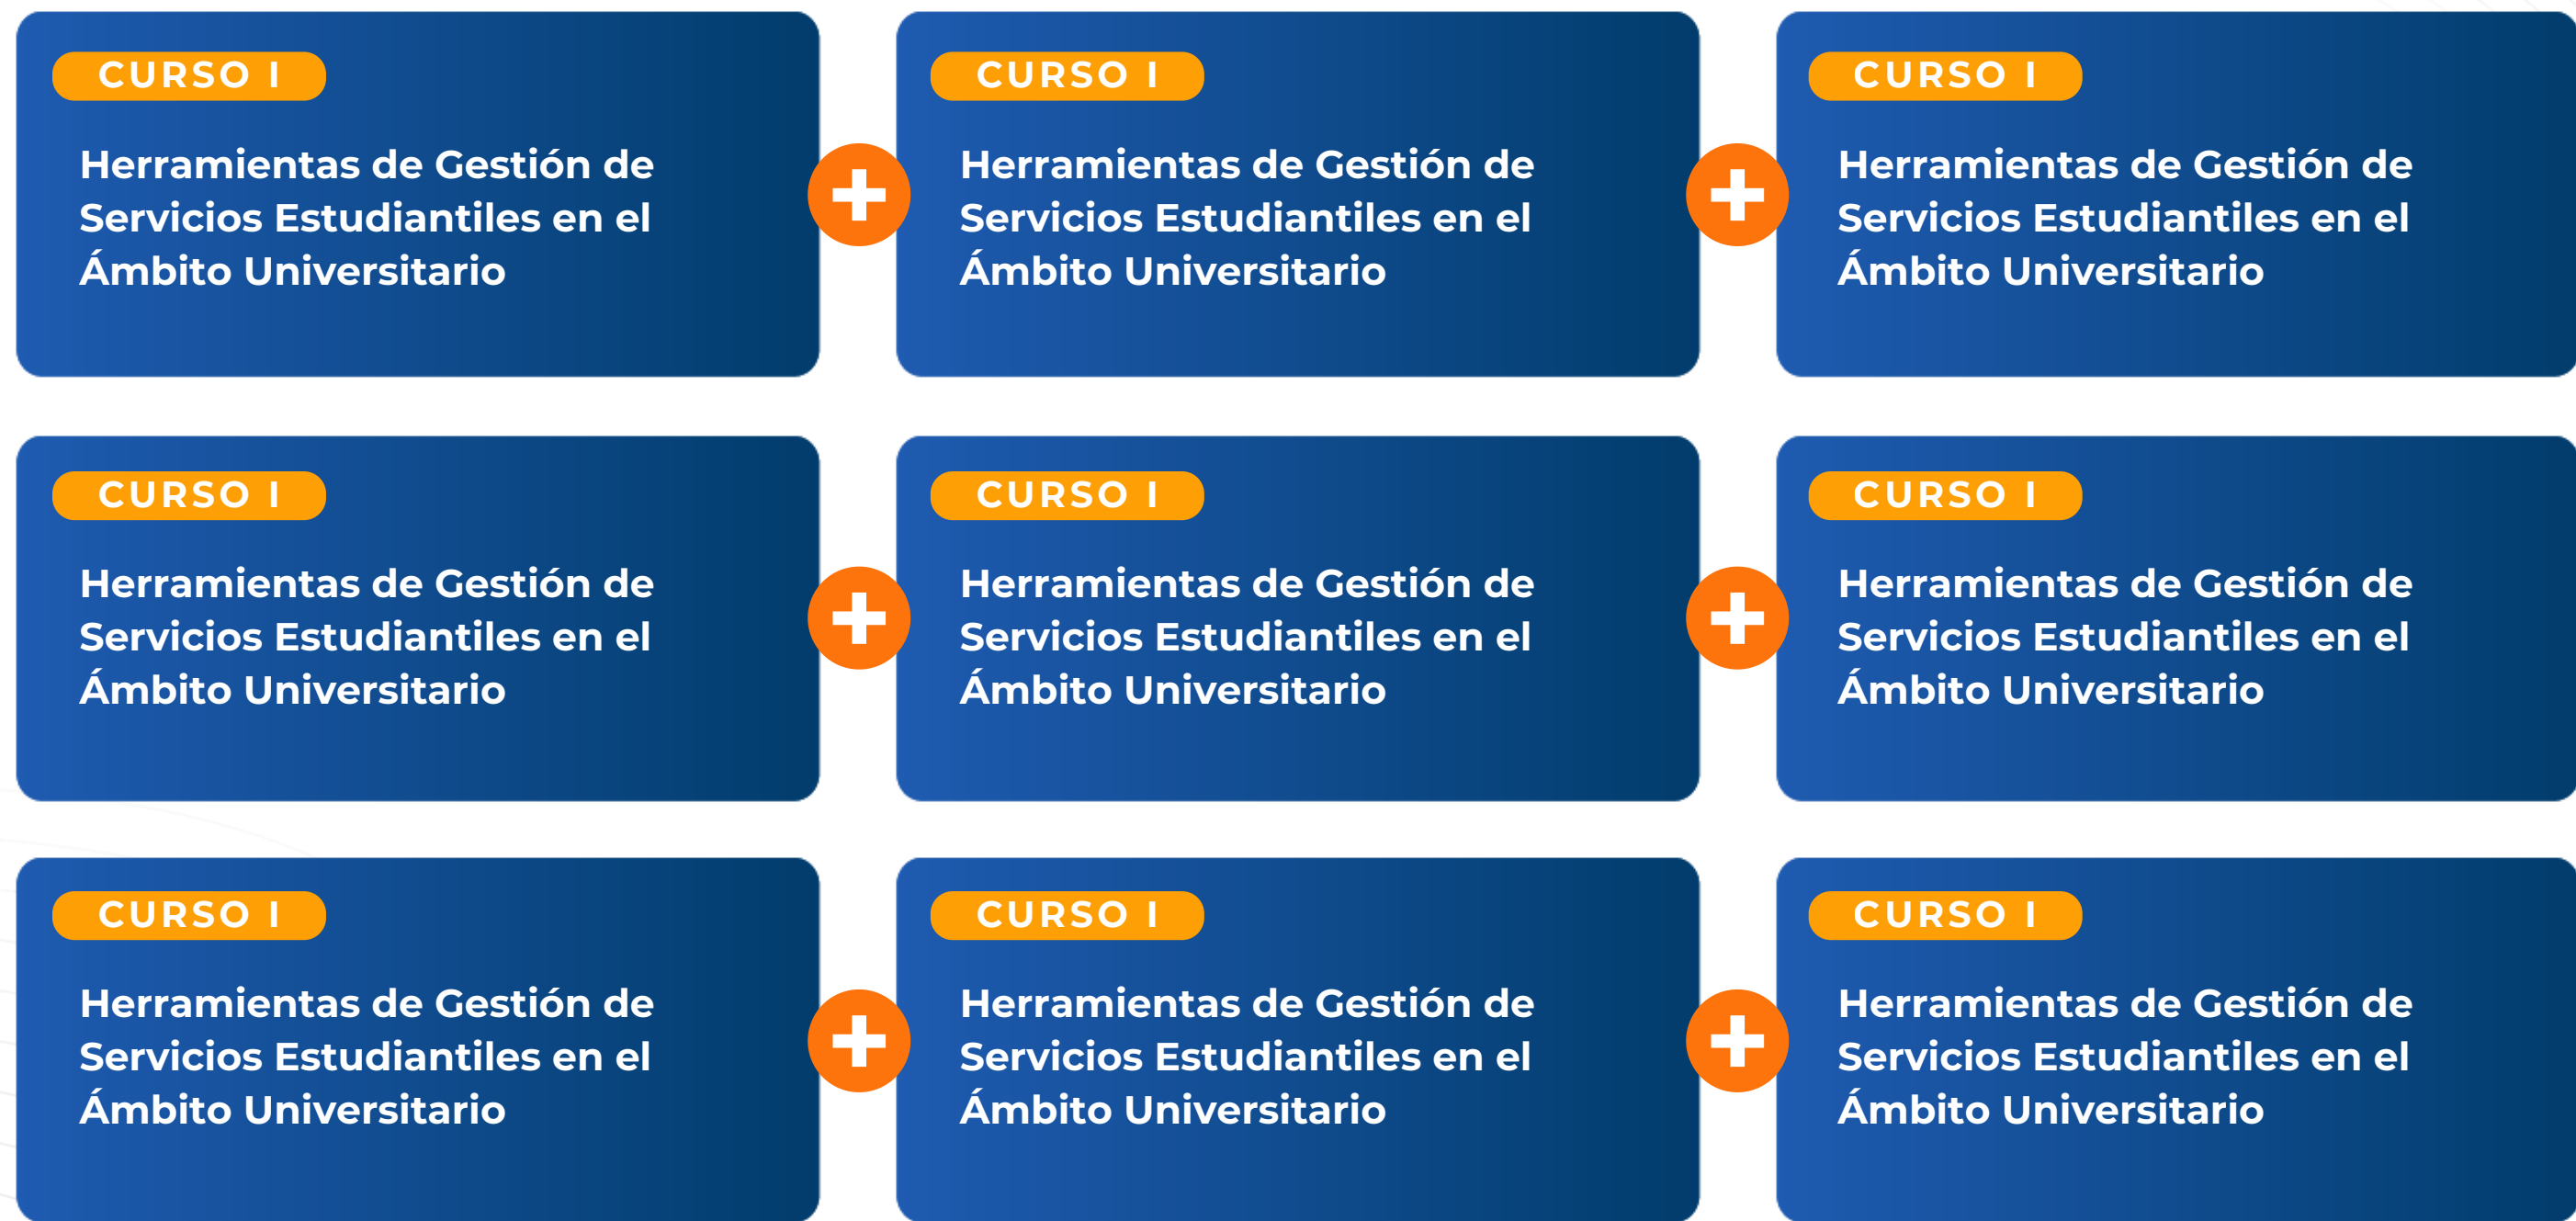 CURSO I
Herramientas de Gestión de
Servicios Estudiantiles en el
Ámbito Universitario
CURSO I
Herramientas de Gestión de
Servicios Estudiantiles en el
Ámbito Universitario
CURSO I
Herramientas de Gestión de
Servicios Estudiantiles en el
Ámbito Universitario
CURSO I
Herramientas de Gestión de
Servicios Estudiantiles en el
Ámbito Universitario
CURSO I
Herramientas de Gestión de
Servicios Estudiantiles en el
Ámbito Universitario
CURSO I
Herramientas de Gestión de
Servicios Estudiantiles en el
Ámbito Universitario
CURSO I
Herramientas de Gestión de
Servicios Estudiantiles en el
Ámbito Universitario
CURSO I
Herramientas de Gestión de
Servicios Estudiantiles en el
Ámbito Universitario
CURSO I
Herramientas de Gestión de
Servicios Estudiantiles en el
Ámbito Universitario